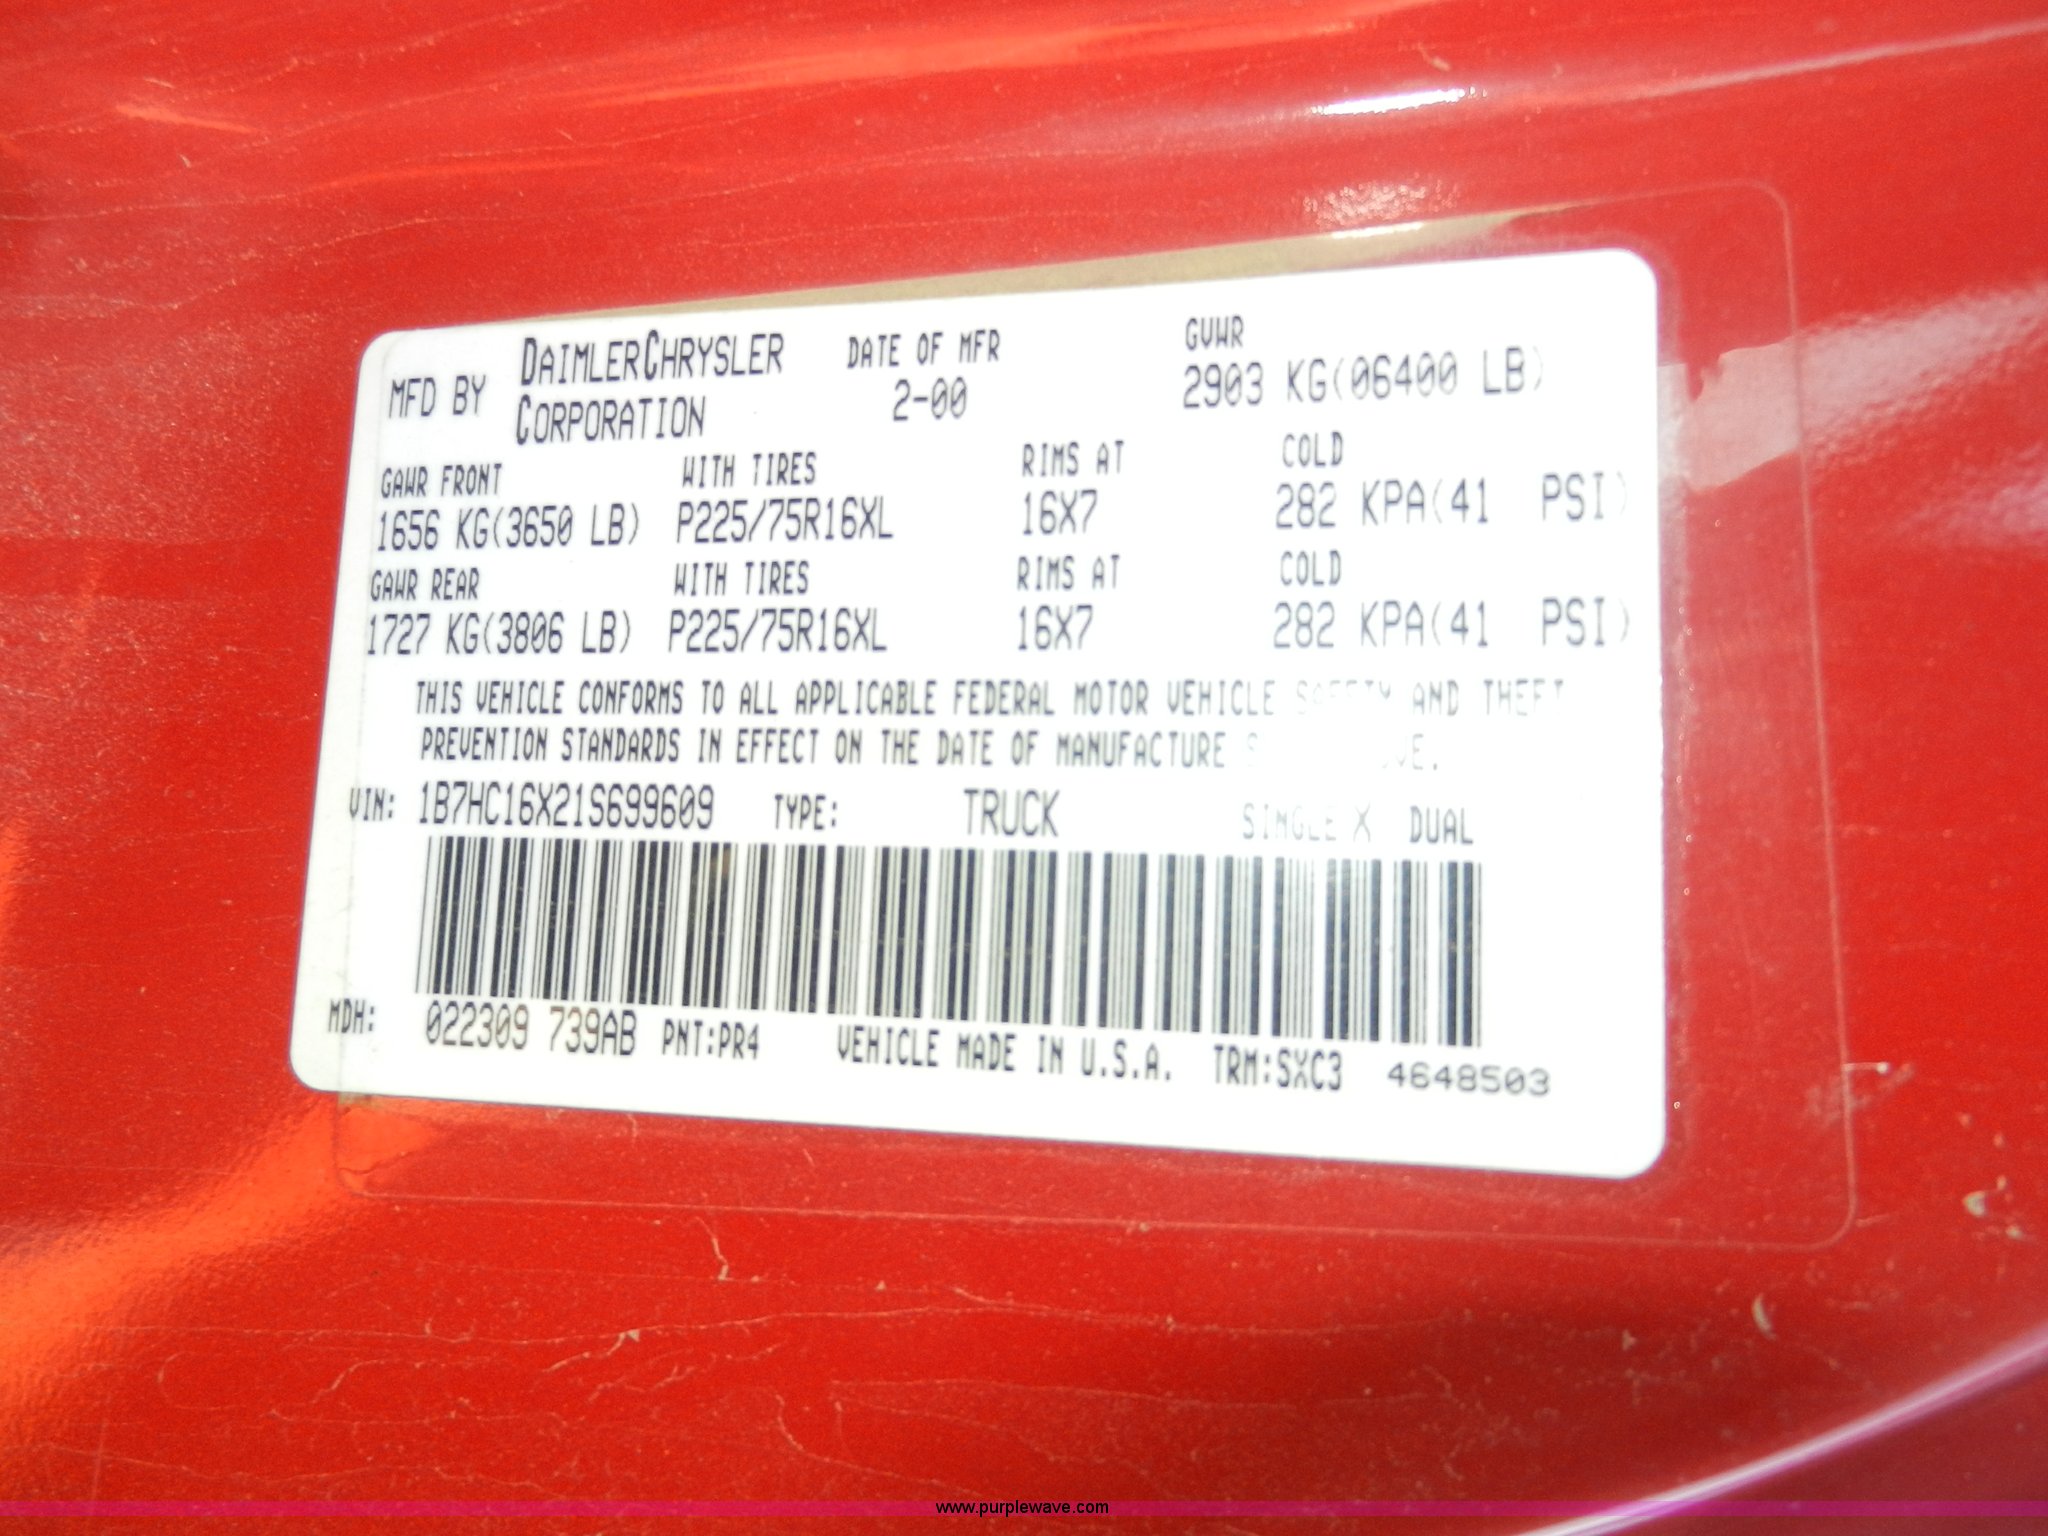 MFD BY DAIMLERCHRYSLER CORPORATION DATE OF MFR 2-00 GVWR 2903 KG(06400 LB)
GAWR FRONT WITH TIRES RIMS AT COLD
1656 KG(3650 LB) P225/75R16XL 16X7 282 KPA(41 PSI)
GAWR REAR WITH TIRES RIMS AT COLD
1727 KG(3806 LB) P225/75R16XL 16X7 282 KPA(41 PSI)
THIS VEHICLE CONFORMS TO ALL APPLICABLE FEDERAL MOTOR VEHICLE SAFETY AND THEFT
PREVENTION STANDARDS IN EFFECT ON THE DATE OF MANUFACTURE
VIN: 1B7HC16X21S699609 TYPE: TRUCK SINGLE X DUAL
MDH: 022309 739AB PNT:PR4 VEHICLE MADE IN U.S.A. TRM:SXC3 4648503
www.purplewave.com